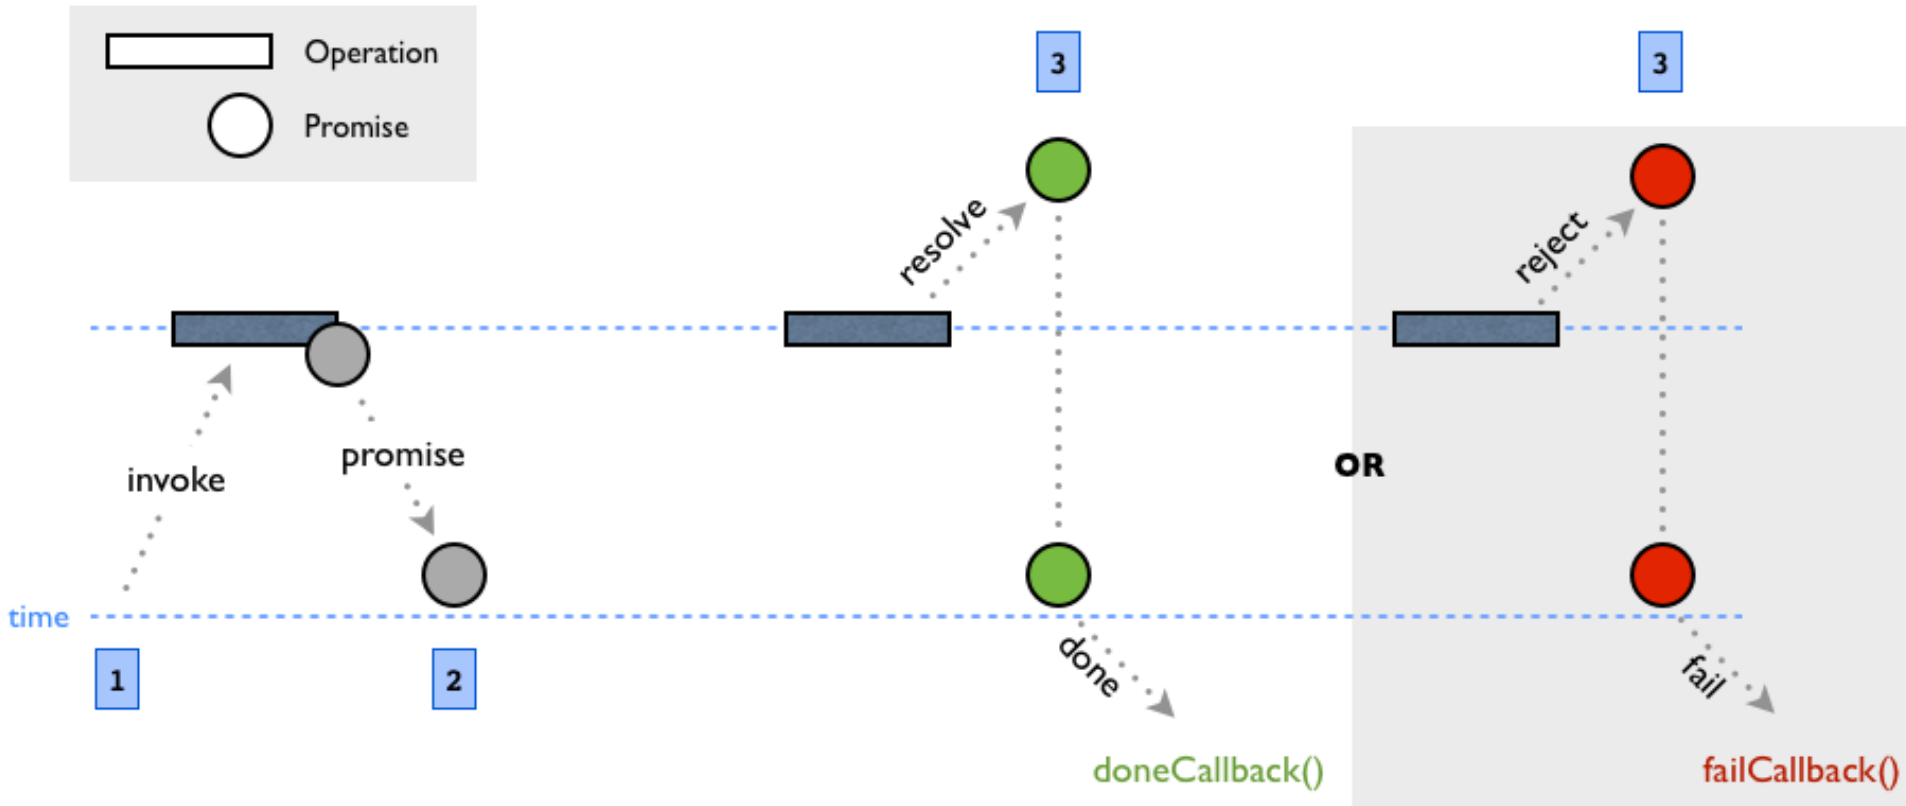 Operation
Promise
3
3
resolve
reject
invoke
promise
OR
time
1
2
done
fail
doneCallback()
failCallback()